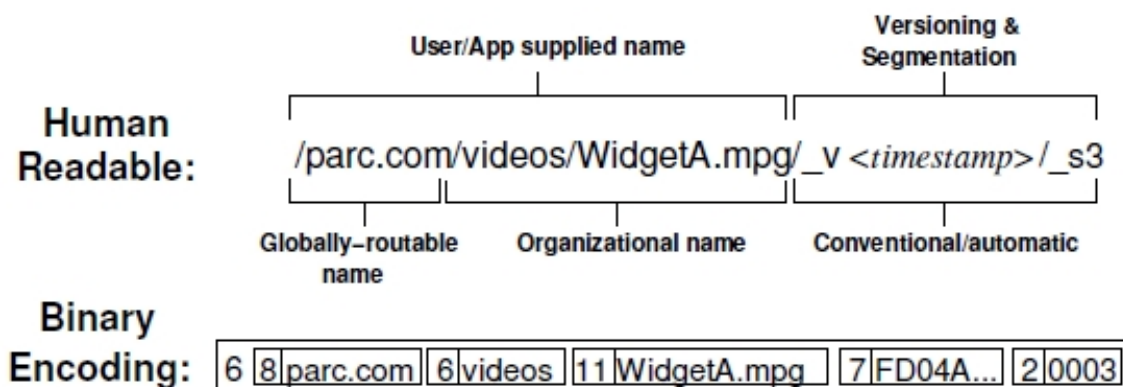 User/App supplied name
Versioning &
Segmentation
Human
Readable:
/parc.com/videos/WidgetA.mpg/_v <timestamp>/_s3
Globally-routable
name
Organizational name
Conventional/automatic
Binary
Encoding:
6 8 parc.com 6 videos 11 WidgetA.mpg 7 FD04A... 2 0003